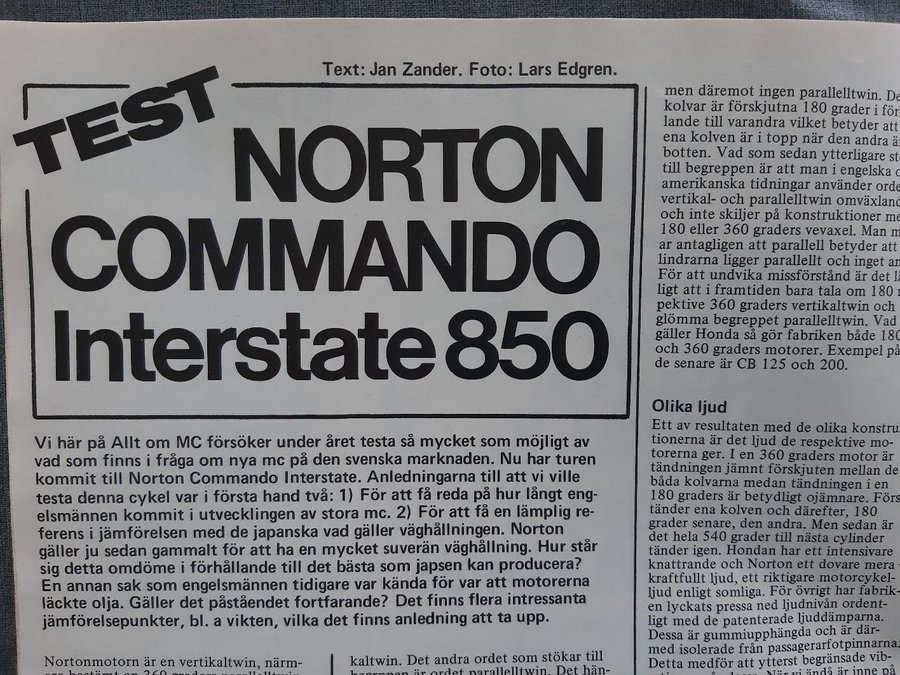 Text: Jan Zander. Foto: Lars Edgren.
TEST
NORTON
COMMANDO
Interstate 850
Vi här på Allt om MC försöker under året testa så mycket som möjligt av
vad som finns i fråga om nya mc på den svenska marknaden. Nu har turen
kommit till Norton Commando Interstate. Anledningarna till att vi ville
testa denna cykel var i första hand två: 1) För att få reda på hur långt eng-
elsmännen kommit i utvecklingen av stora mc. 2) För att få en lämplig re-
ferens i jämförelsen med de japanska vad gäller väghållningen. Norton
gäller ju sedan gammalt för att ha en mycket suverän väghållning. Hur står
sig detta omdöme i förhållande till det bästa som japsen kan producera?
En annan sak som engelsmännen tidigare var kända för var att motorerna
läckte olja. Gäller det påståendet fortfarande? Det finns flera intressanta
jämförelsepunkter, bl. a vikten, vilka det finns anledning att ta upp.
Nortonmotorn är en vertikaltwin, närm-
kaltwin. Det andra ordet som stökar till
begreppen är ordet parallelltwin. Det hän-
men däremot ingen parallelltwin.
kolvar är förskjutna 180 grader i
lande till varandra vilket betyder att
ena kolven är i topp när den andra
botten. Vad som sedan ytterligare
till begreppen är att man i engelska
amerikanska tidningar använder
vertikal- och parallelltwin
och inte skiljer på konstruktioner
180 eller 360 graders vevaxel. Man
ar antagligen att parallell betyder att
lindrarna ligger parallellt och inget
För att undvika missförstånd är det
ligt att i framtiden bara tala om 180
pektive 360 graders vertikaltwin och
glömma begreppet parallelltwin. Vad
gäller Honda så gör fabriken både 180
och 360 graders motorer. Exempel på
de senare är CB 125 och 200.
Olika ljud
Ett av resultaten med de olika konstru
tionerna är det ljud de respektive mo-
torerna ger. I en 360 graders motor är
tändningen jämnt förskjuten mellan de
båda kolvarna medan tändningen i en
180 graders är betydligt ojämnare. Förs
tänder ena kolven och därefter, 180
grader senare, den andra. Men sedan är
det hela 540 grader till nästa cylinder
tänder igen. Hondan har ett intensivare
knattrande och Norton ett dovare mera
kraftfullt ljud, ett riktigare motorcykel-
ljud enligt somliga. För övrigt har fabrik-
en lyckats pressa ned ljudnivån ordent-
ligt med de patenterade ljuddämparna.
Dessa är gummiupphängda och är där-
med isolerade från passagerarfotpinnarna.
Detta medför att ytterst begränsade vib-